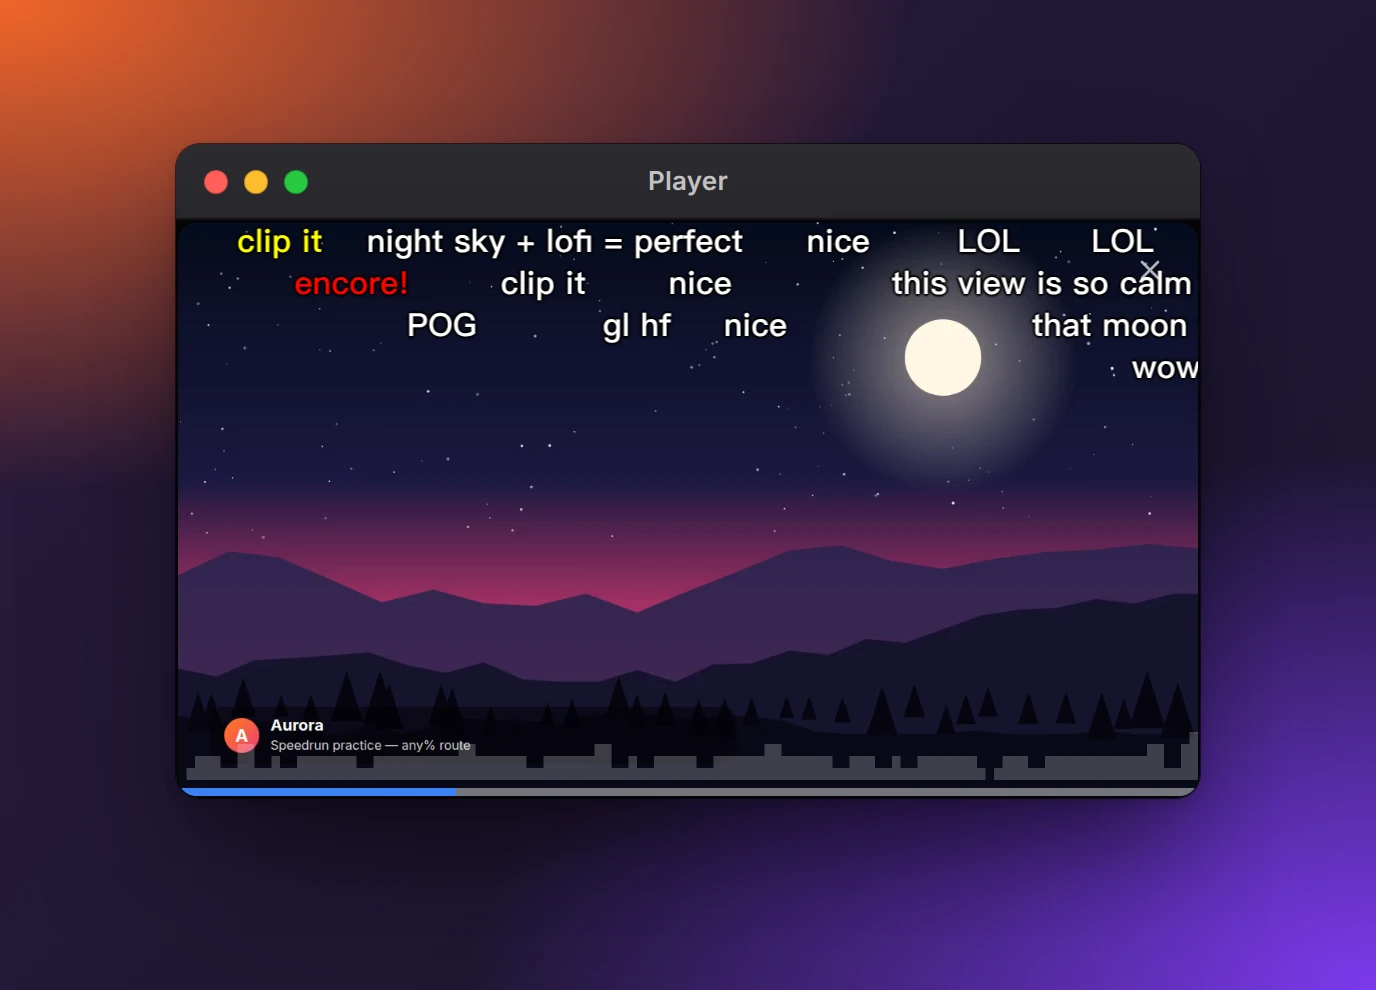 Player
clip it night sky + lofi = perfect nice LOL LOL
encore! clip it nice this view is so calm
POG gl hf nice that moon
wow
A
Aurora
Speedrun practice — any% route